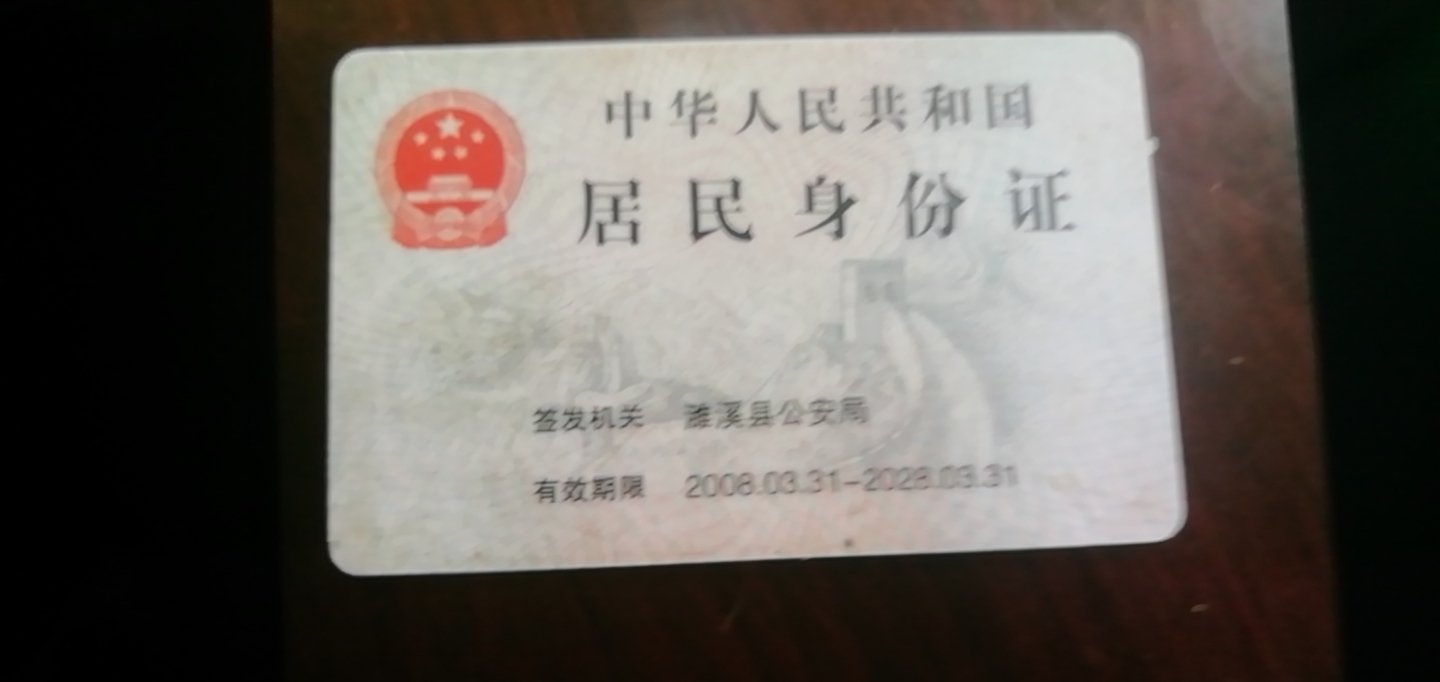 中华人民共和国
居民身份证
签发机关 濉溪县公安局
有效期限 2008.03.31-2028.03.31